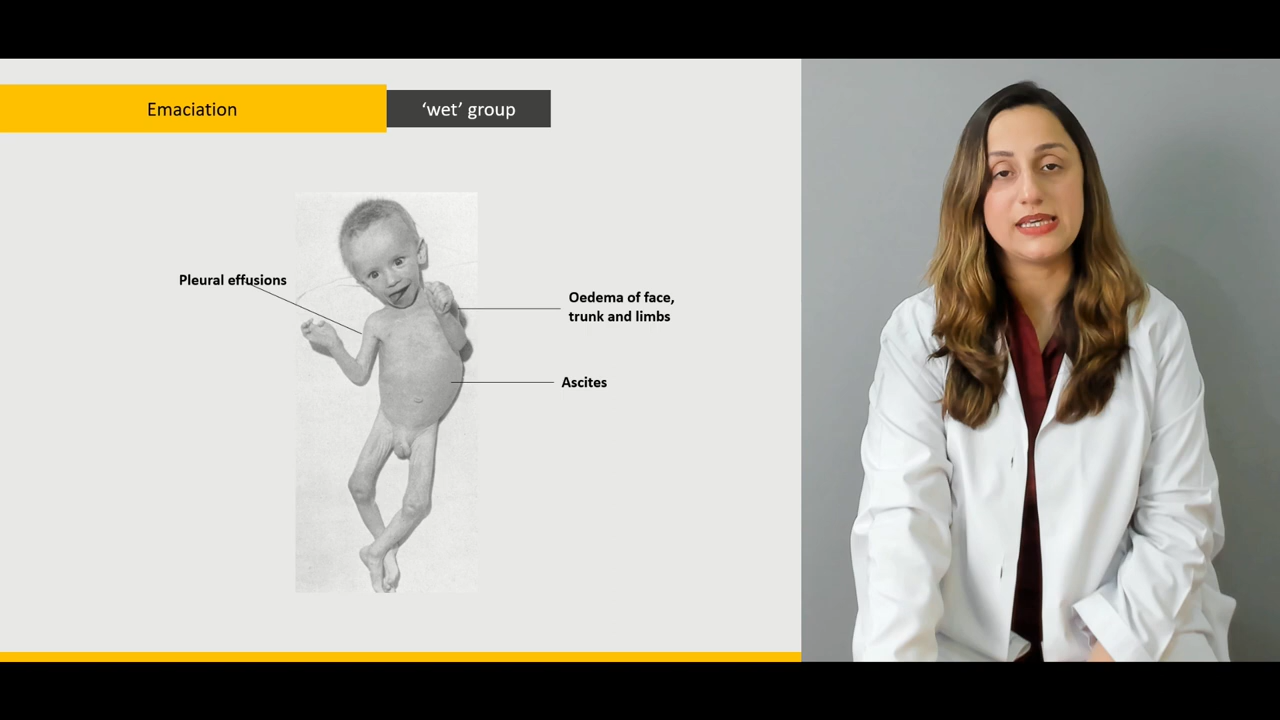 Emaciation
‘wet’ group
Pleural effusions
Oedema of face,
trunk and limbs
Ascites